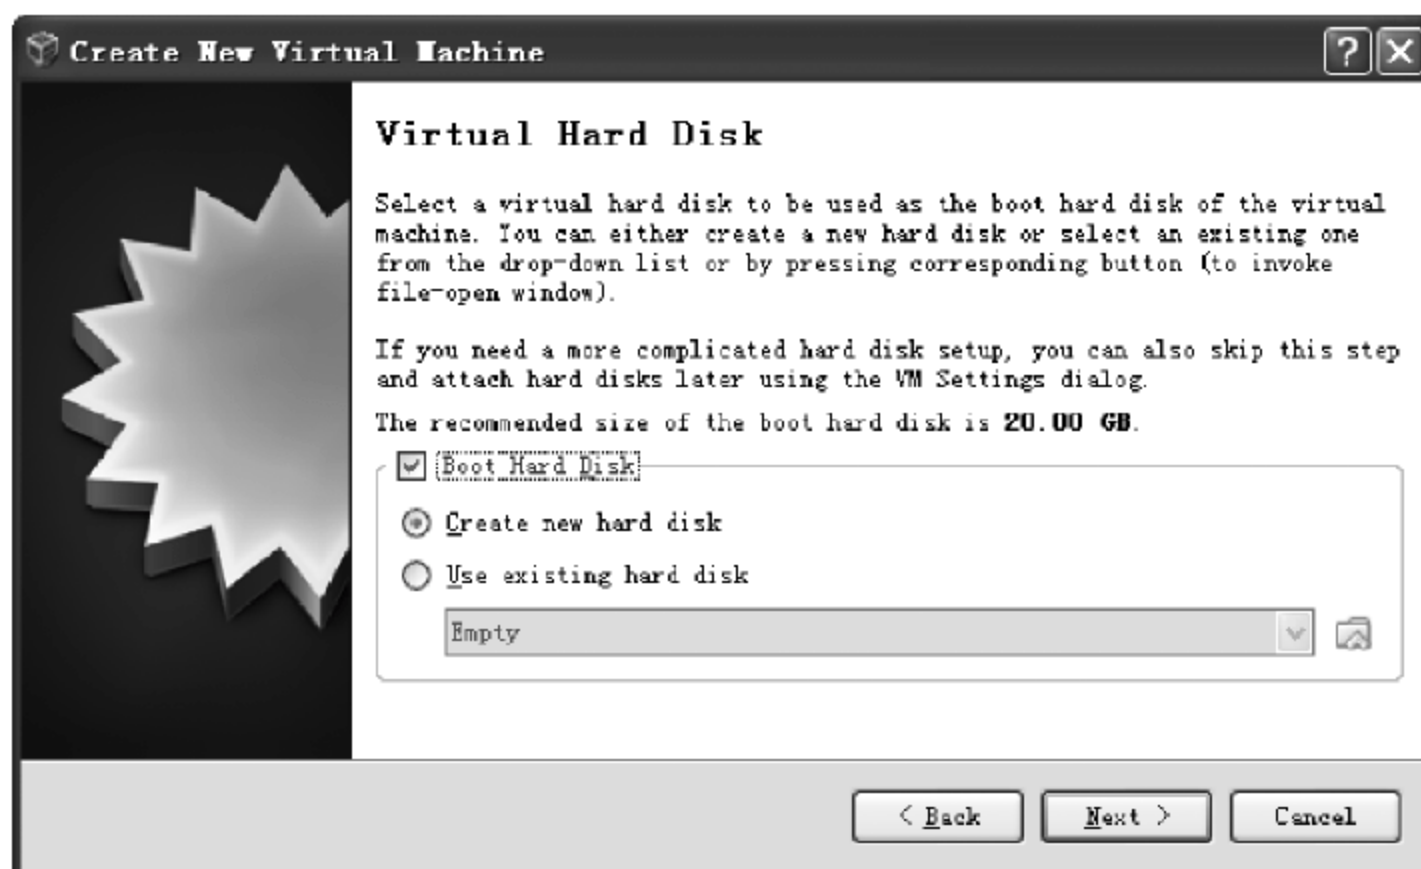 Create New Virtual Machine
Virtual Hard Disk
Select a virtual hard disk to be used as the boot hard disk of the virtual
machine. You can either create a new hard disk or select an existing one
from the drop-down list or by pressing corresponding button (to invoke
file-open window).
If you need a more complicated hard disk setup, you can also skip this step
and attach hard disks later using the VM Settings dialog.
The recommended size of the boot hard disk is 20.00 GB.
Boot Hard Disk
Create new hard disk
Use existing hard disk
Empty
< Back
Next >
Cancel